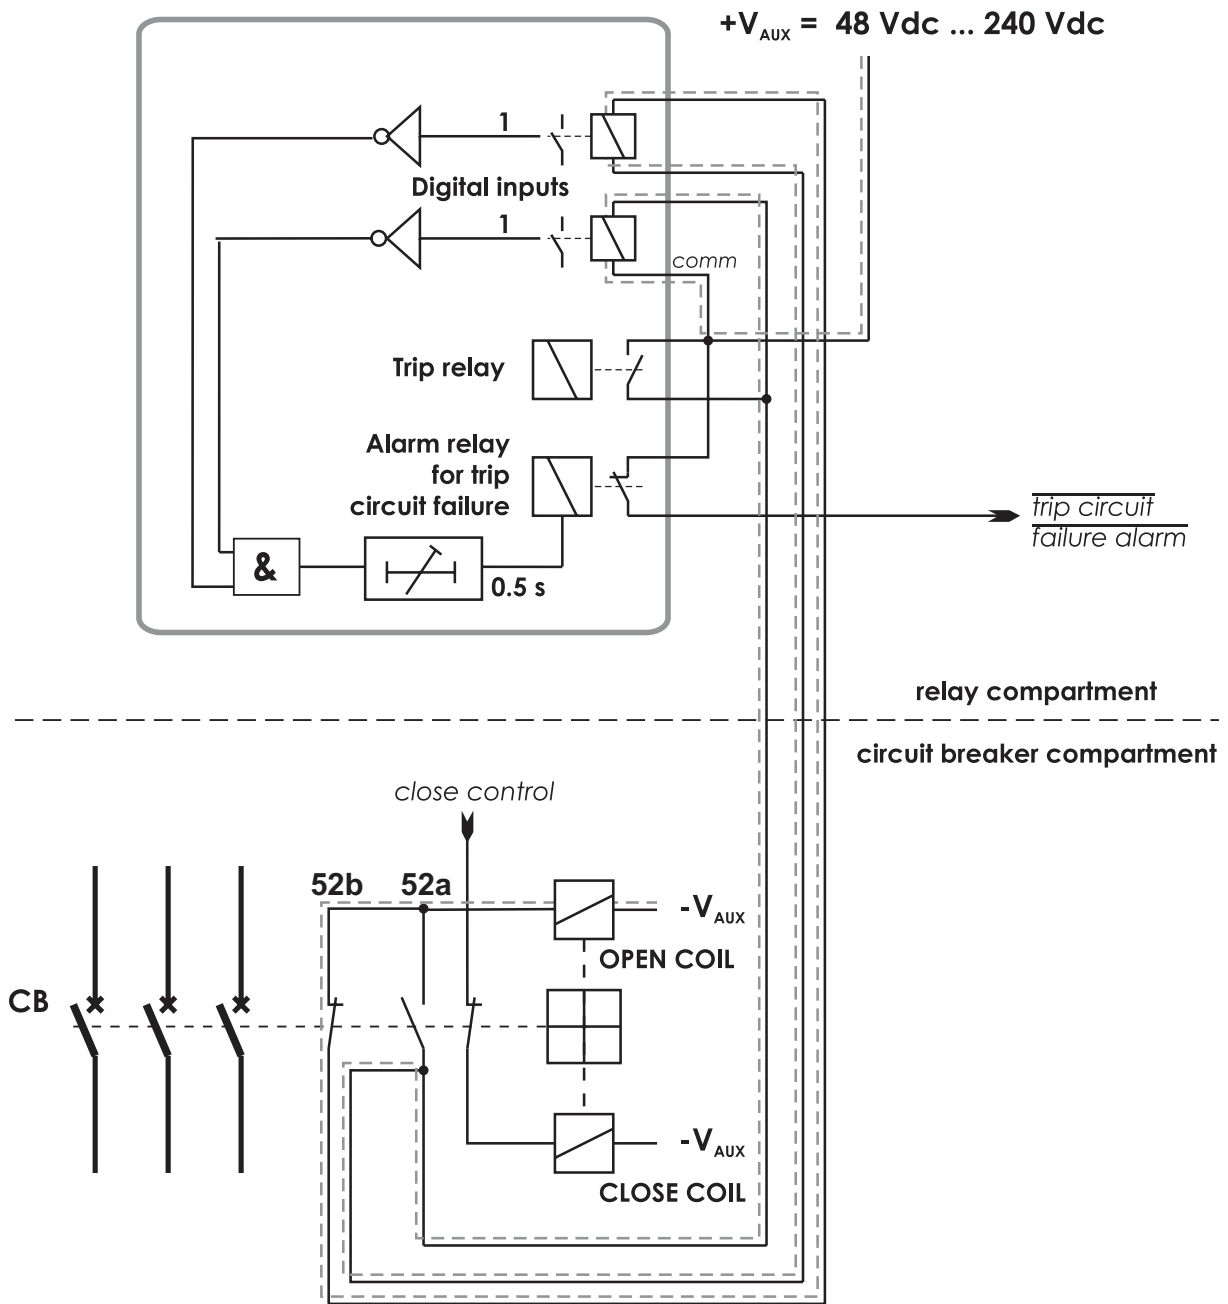 +VAUX = 48 Vdc ... 240 Vdc
1
Digital inputs
1
comm
Trip relay
Alarm relay
for trip
circuit failure
trip circuit
failure alarm
&
0.5 s
relay compartment
circuit breaker compartment
close control
52b 52a
-VAUX
OPEN COIL
CB
-VAUX
CLOSE COIL